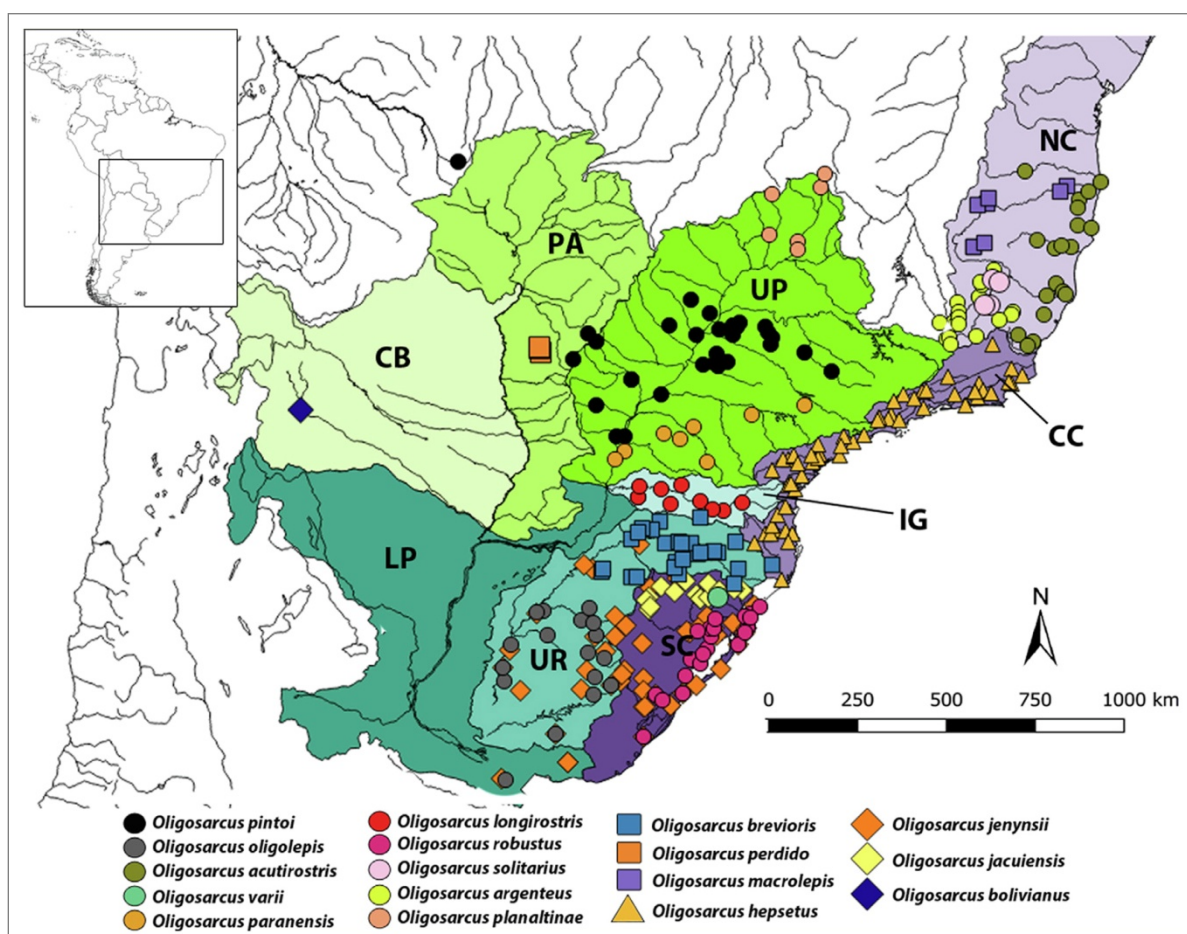 NC
PA
UP
CB
CC
IG
LP
SC
UR
N
0 250 500 750 1000 km
Oligosarcus pintoi
Oligosarcus oligolepis
Oligosarcus acutirostris
Oligosarcus varii
Oligosarcus paranensis
Oligosarcus longirostris
Oligosarcus robustus
Oligosarcus solitarius
Oligosarcus argenteus
Oligosarcus planaltinae
Oligosarcus brevioris
Oligosarcus perdido
Oligosarcus macrolepis
Oligosarcus hepsetus
Oligosarcus jenynsii
Oligosarcus jacuiensis
Oligosarcus bolivianus